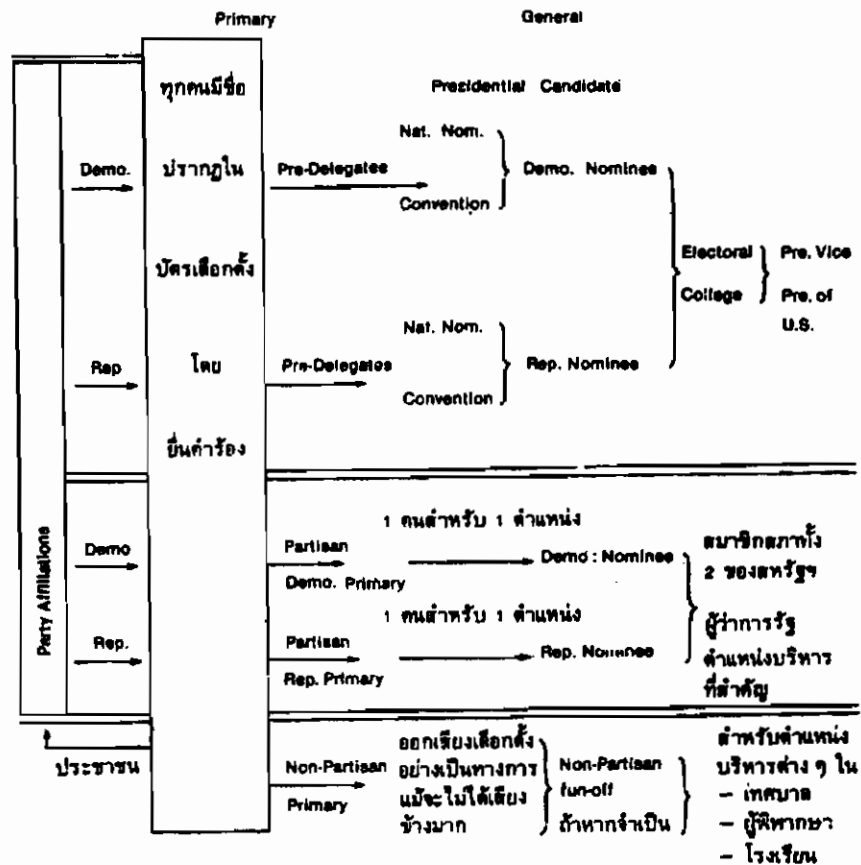 Primary
General
ทุกคนมีชื่อ
ปรากฏใน
บัตรเลือกตั้ง
โดย
ยื่นคำร้อง
Party Affiliations
Prezidential Candidate
Demo.
Pre-Delegates
Nat. Nom.
Convention
Demo. Nominee
Rep
Pre-Delegates
Nat. Nom.
Convention
Rep. Nominee
Electoral
College
Pre. Vice
Pre. of
U.S.
Demo
Partisan
Demo. Primary
1 คนสำหรับ 1 ตำแหน่ง
Demo : Nominee
Rep.
Partisan
Rep. Primary
1 คนสำหรับ 1 ตำแหน่ง
Rep. Nominee
สมาชิกสภาทั้ง
2 ของสหรัฐฯ
ผู้ว่าการรัฐ
ตำแหน่งบริหาร
ที่สำคัญ
ประชาชน
Non-Partisan
Primary
ออกเสียงเลือกตั้ง
อย่างเป็นทางการ
แม้จะไม่ได้เสียง
ข้างมาก
Non-Partisan
fun-off
ถ้าหากจำเป็น
สำหรับตำแหน่ง
บริหารต่าง ๆ ใน
– เทศบาล
– ผู้พิพากษา
– โรงเรียน